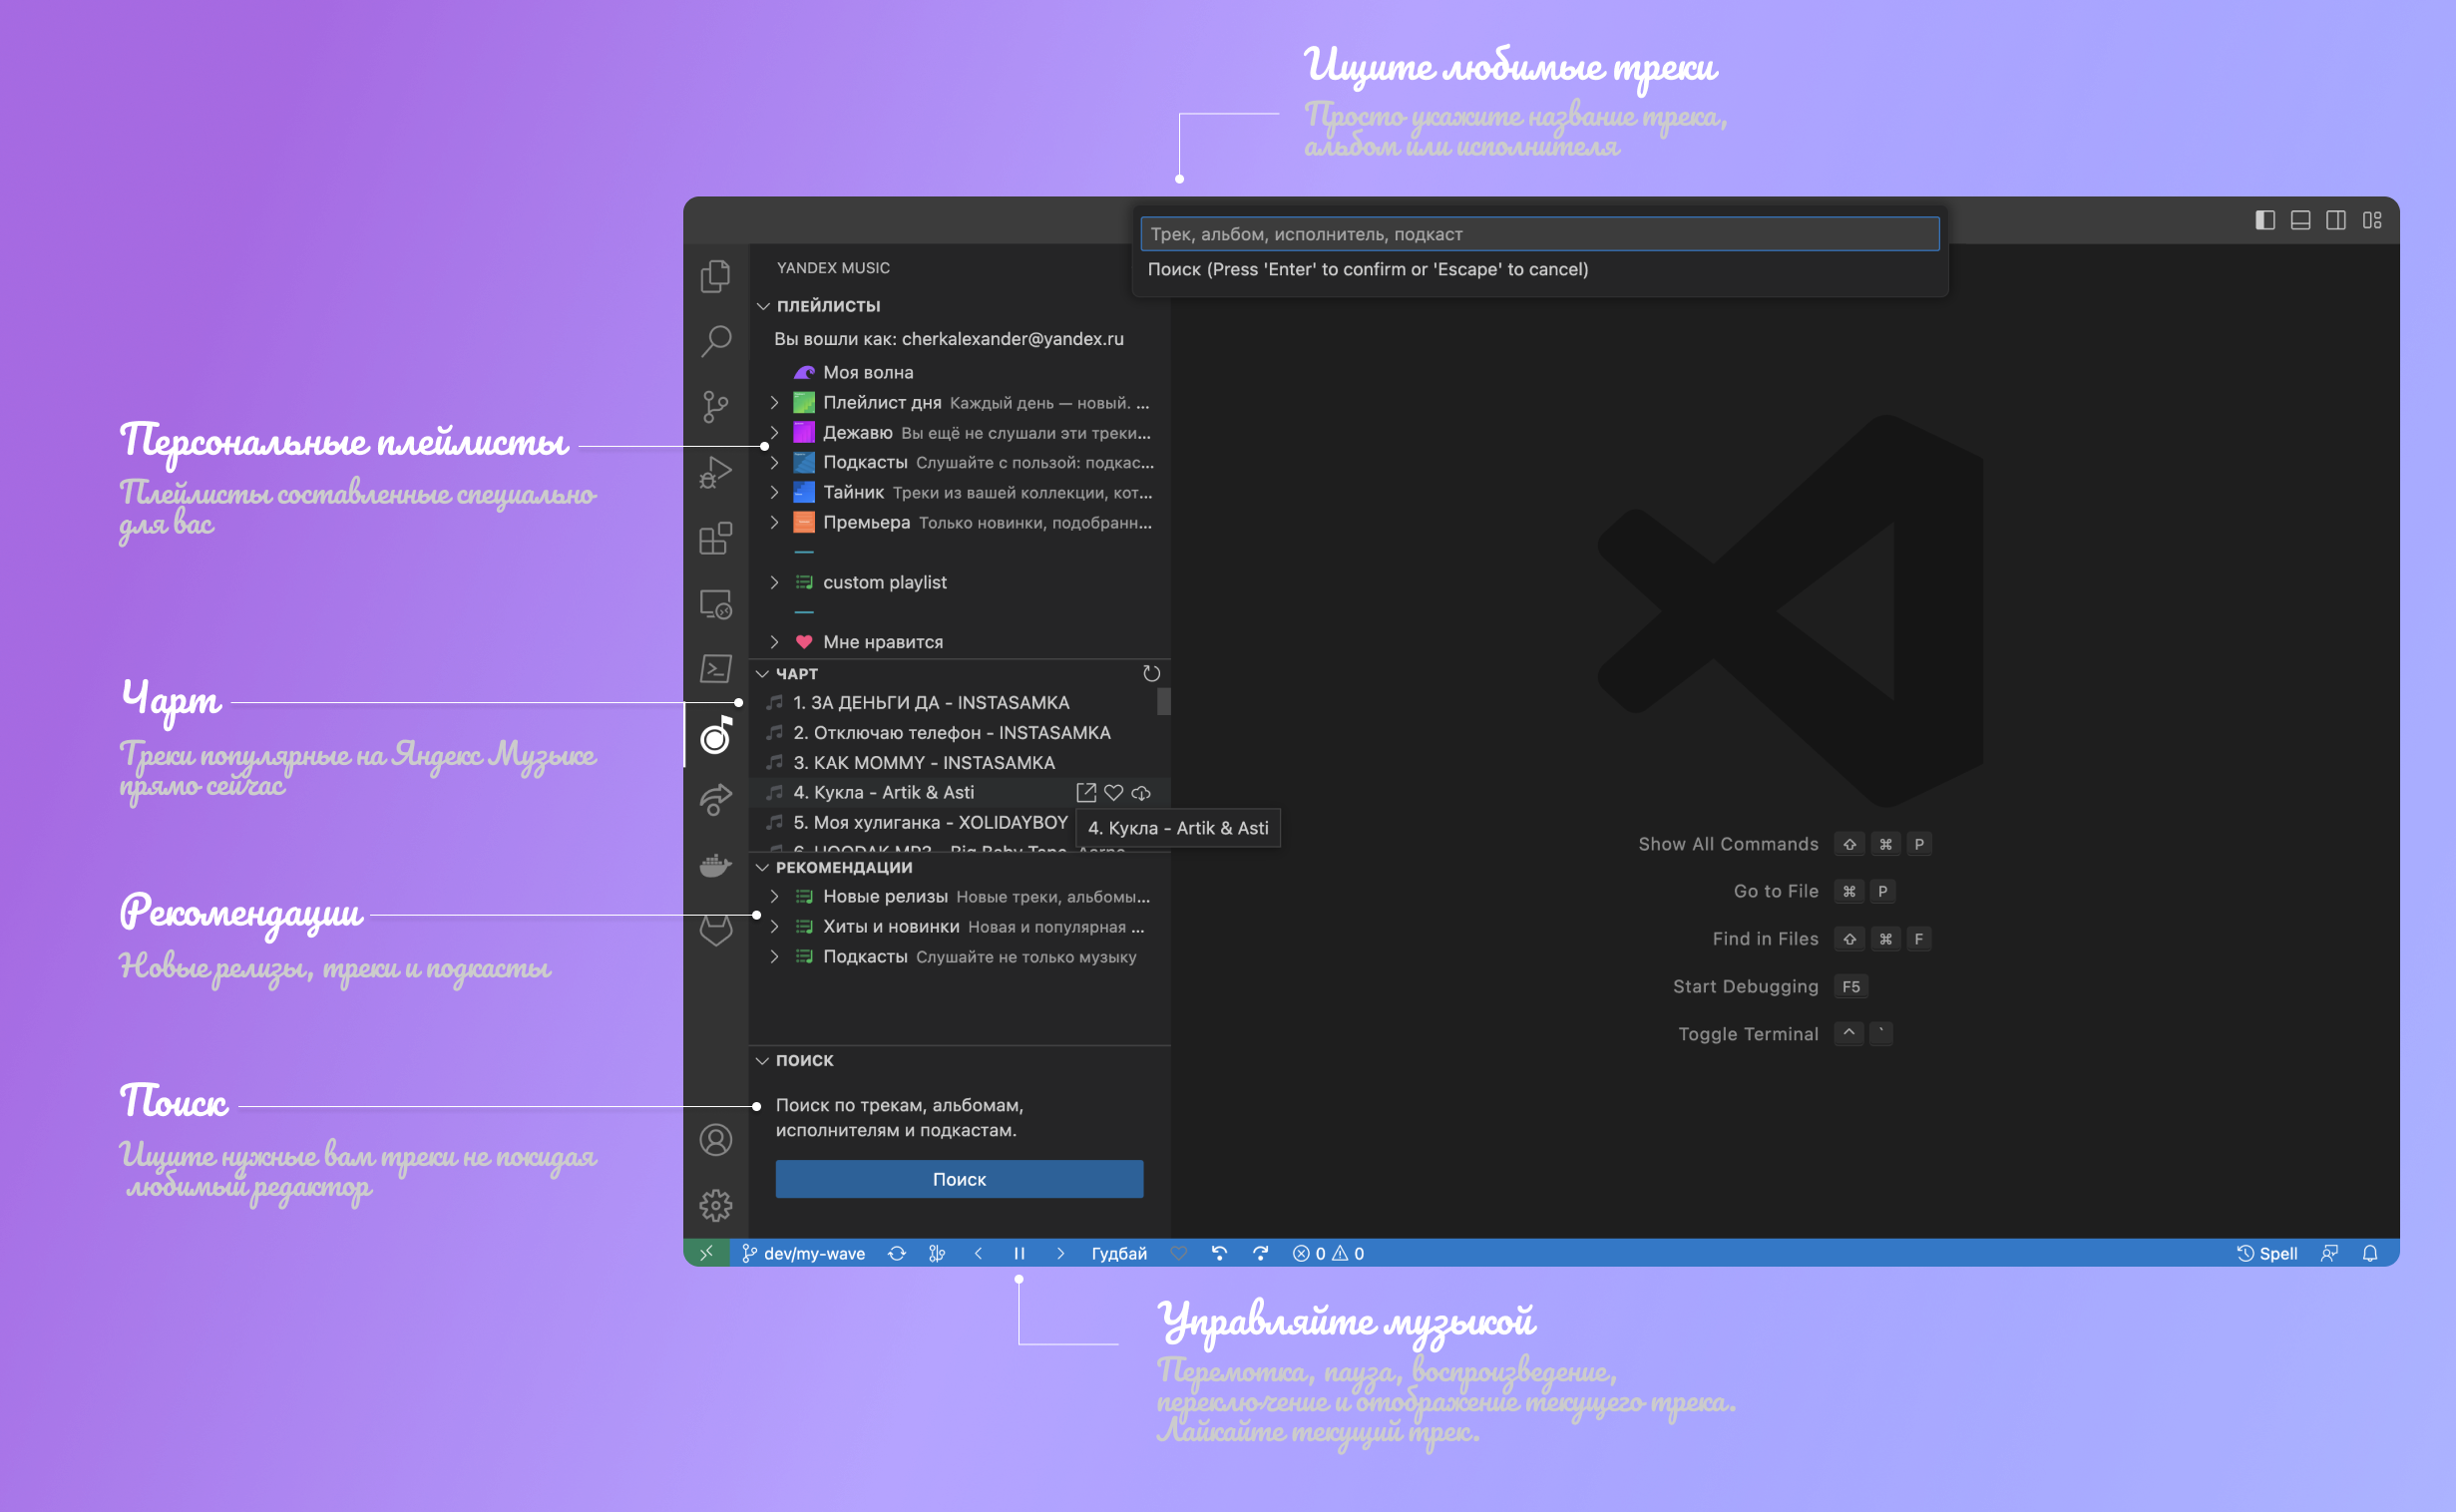 Ищите любимые треки
Просто укажите название трека,
альбом или исполнителя
Трек, альбом, исполнитель, подкаст
Поиск (Press 'Enter' to confirm or 'Escape' to cancel)
YANDEX MUSIC
ПЛЕЙЛИСТЫ
Вы вошли как: cherkalexander@yandex.ru
Моя волна
Плейлист дня Каждый день — новый. ...
Дежавю Вы ещё не слушали эти треки...
Подкасты Слушайте с пользой: подкас...
Тайник Треки из вашей коллекции, кот...
Премьера Только новинки, подобранн...
custom playlist
Мне нравится
Персональные плейлисты
Плейлисты составленные специально
для вас
ЧАРТ
1. ЗА ДЕНЬГИ ДА - INSTASAMKA
2. Отключаю телефон - INSTASAMKA
3. КАК MOMMY - INSTASAMKA
4. Кукла - Artik & Asti
5. Моя хулиганка - XOLIDAYBOY
4. Кукла - Artik & Asti
Чарт
Треки популярные на Яндекс Музыке
прямо сейчас
РЕКОМЕНДАЦИИ
Новые релизы Новые треки, альбомы...
Хиты и новинки Новая и популярная ...
Подкасты Слушайте не только музыку
Рекомендации
Новые релизы, треки и подкасты
ПОИСК
Поиск по трекам, альбомам,
исполнителям и подкастам.
Поиск
Поиск
Ищите нужные вам треки не покидая
любимый редактор
Show All Commands ⇧ ⌘ P
Go to File ⌘ P
Find in Files ⇧ ⌘ F
Start Debugging F5
Toggle Terminal ^ `
dev/my-wave Гудбай 0 0 Spell
Управляйте музыкой
Перемотка, пауза, воспроизведение,
переключение и отображение текущего трека.
Лайкайте текущий трек.